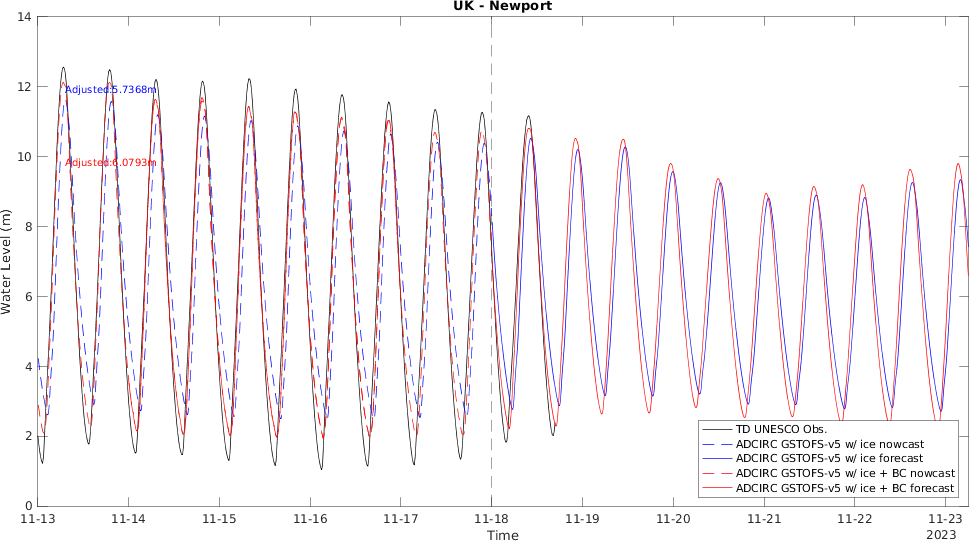 UK - Newport
14
12
10
8
6
4
2
0
Water Level (m)
Adjusted:5.7368m
Adjusted:6.0793m
TD UNESCO Obs.
ADCIRC GSTOFS-v5 w/ ice nowcast
ADCIRC GSTOFS-v5 w/ ice forecast
ADCIRC GSTOFS-v5 w/ ice + BC nowcast
ADCIRC GSTOFS-v5 w/ ice + BC forecast
11-13 11-14 11-15 11-16 11-17 11-18 11-19 11-20 11-21 11-22 11-23
Time
2023